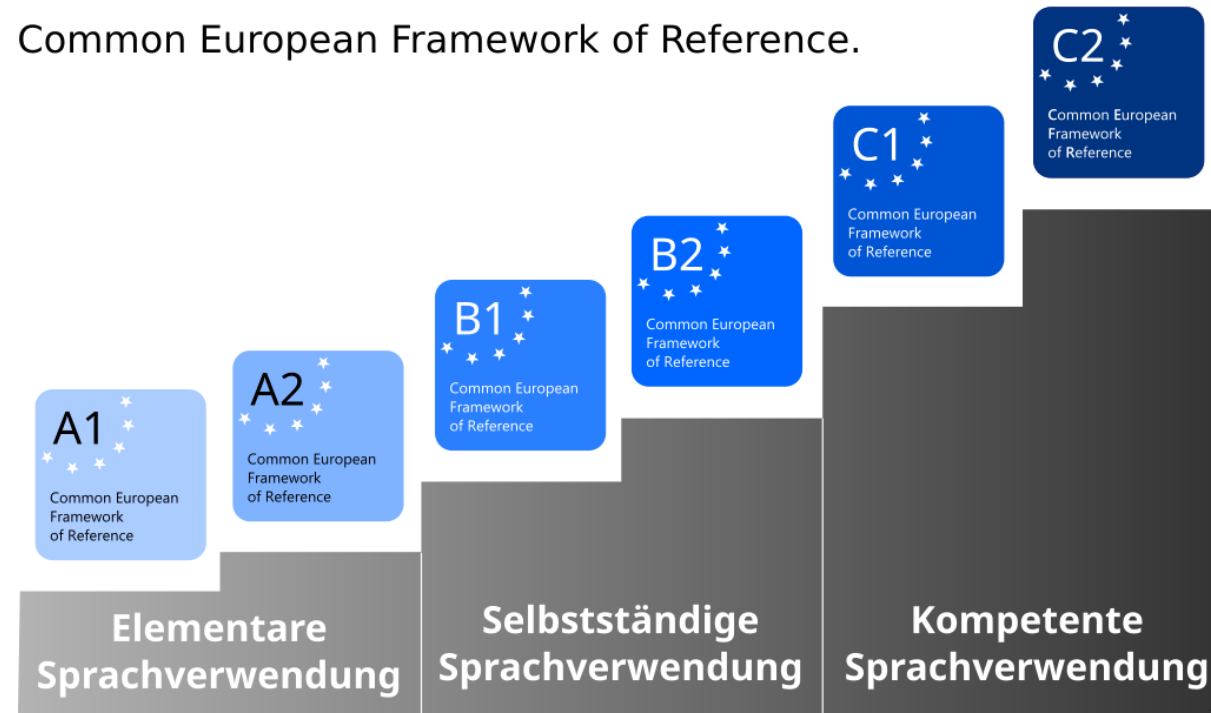 Common European Framework of Reference.
A1
Common European
Framework
of Reference
A2
Common European
Framework
of Reference
B1
Common European
Framework
of Reference
B2
Common European
Framework
of Reference
C1
Common European
Framework
of Reference
C2
Common European
Framework
of Reference
Elementare
Sprachverwendung
Selbstständige
Sprachverwendung
Kompetente
Sprachverwendung